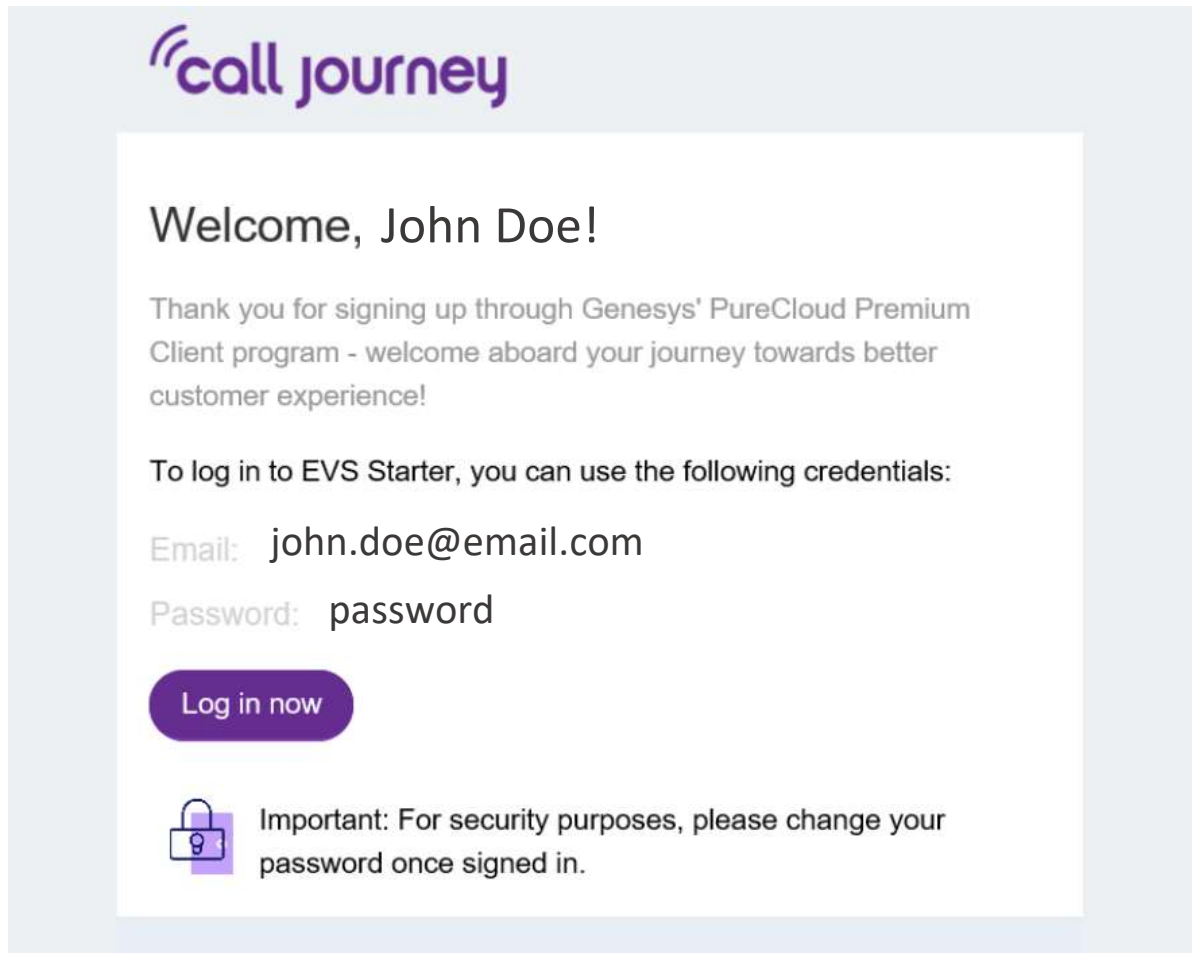 call journey
Welcome, John Doe!
Thank you for signing up through Genesys' PureCloud Premium
Client program - welcome aboard your journey towards better
customer experience!
To log in to EVS Starter, you can use the following credentials:
Email: john.doe@email.com
Password: password
Log in now
Important: For security purposes, please change your
password once signed in.